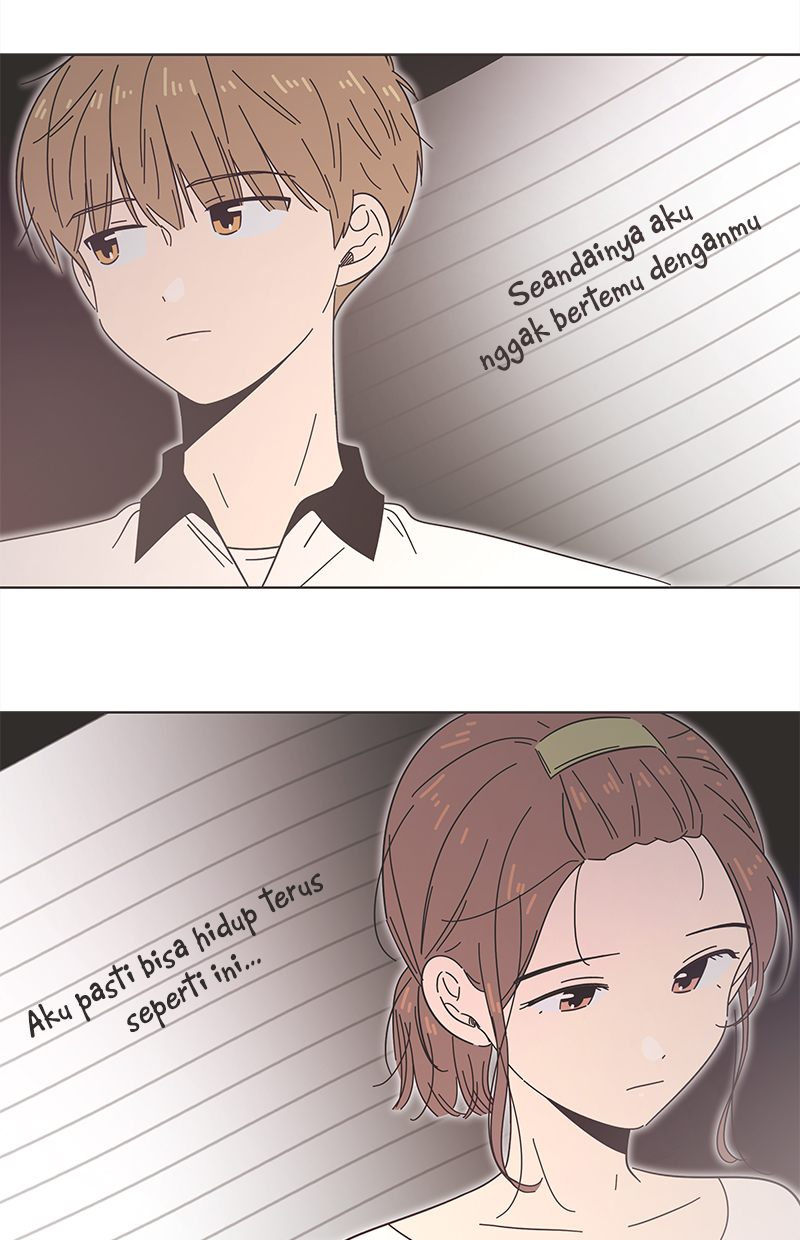 Seandainya aku
nggak bertemu denganmu
Aku pasti bisa hidup terus
seperti ini...